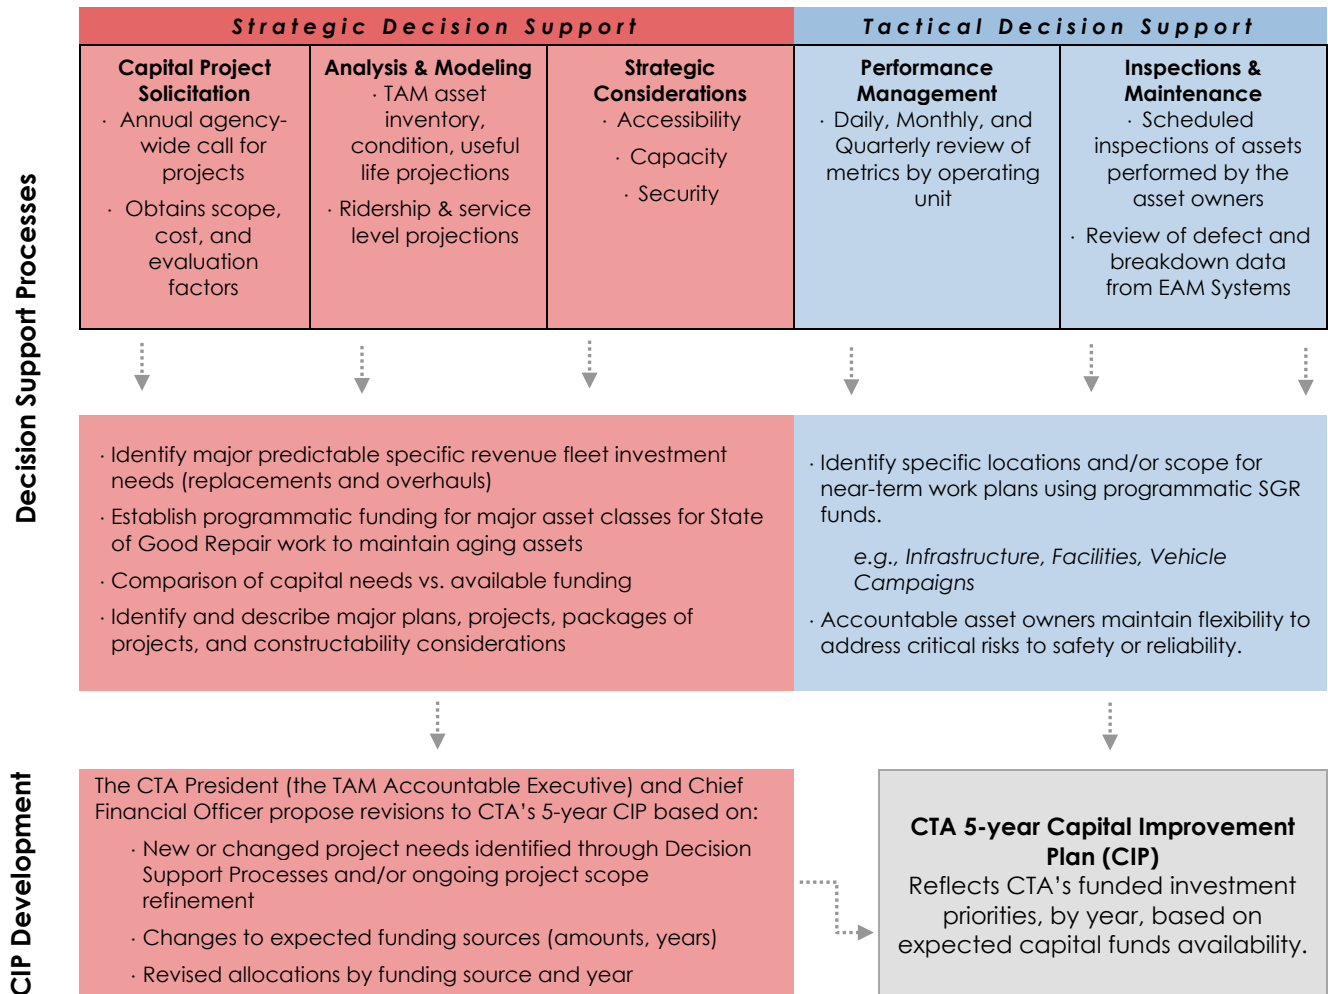 Strategic Decision Support
Tactical Decision Support
Decision Support Processes
Capital Project
Solicitation
· Annual agency-
wide call for
projects
· Obtains scope,
cost, and
evaluation
factors
Analysis & Modeling
· TAM asset
inventory,
condition, useful
life projections
· Ridership & service
level projections
Strategic
Considerations
· Accessibility
· Capacity
· Security
Performance
Management
· Daily, Monthly, and
Quarterly review of
metrics by operating
unit
Inspections &
Maintenance
· Scheduled
inspections of assets
performed by the
asset owners
· Review of defect and
breakdown data
from EAM Systems
· Identify major predictable specific revenue fleet investment
needs (replacements and overhauls)
· Establish programmatic funding for major asset classes for State
of Good Repair work to maintain aging assets
· Comparison of capital needs vs. available funding
· Identify and describe major plans, projects, packages of
projects, and constructability considerations
· Identify specific locations and/or scope for
near-term work plans using programmatic SGR
funds.
e.g., Infrastructure, Facilities, Vehicle
Campaigns
· Accountable asset owners maintain flexibility to
address critical risks to safety or reliability.
CIP Development
The CTA President (the TAM Accountable Executive) and Chief
Financial Officer propose revisions to CTA's 5-year CIP based on:
· New or changed project needs identified through Decision
Support Processes and/or ongoing project scope
refinement
· Changes to expected funding sources (amounts, years)
· Revised allocations by funding source and year
CTA 5-year Capital Improvement
Plan (CIP)
Reflects CTA's funded investment
priorities, by year, based on
expected capital funds availability.